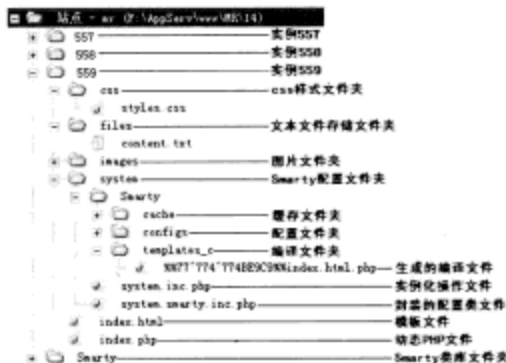 站点 - mr (F:\AppServ\www\MR\14)
557 实例557
558 实例558
559 实例559
css css样式文件夹
styles.css
files 文本文件存储文件夹
content.txt
images 图片文件夹
system Smarty配置文件夹
Smarty
cache 缓存文件夹
configs 配置文件夹
templates_c 编译文件夹
%%77^774^774BE9C9%%index.html.php 生成的编译文件
system.inc.php 实例化操作文件
system.smarty.inc.php 封装的配置类文件
index.html 模板文件
index.php 动态PHP文件
Smarty Smarty类库文件夹